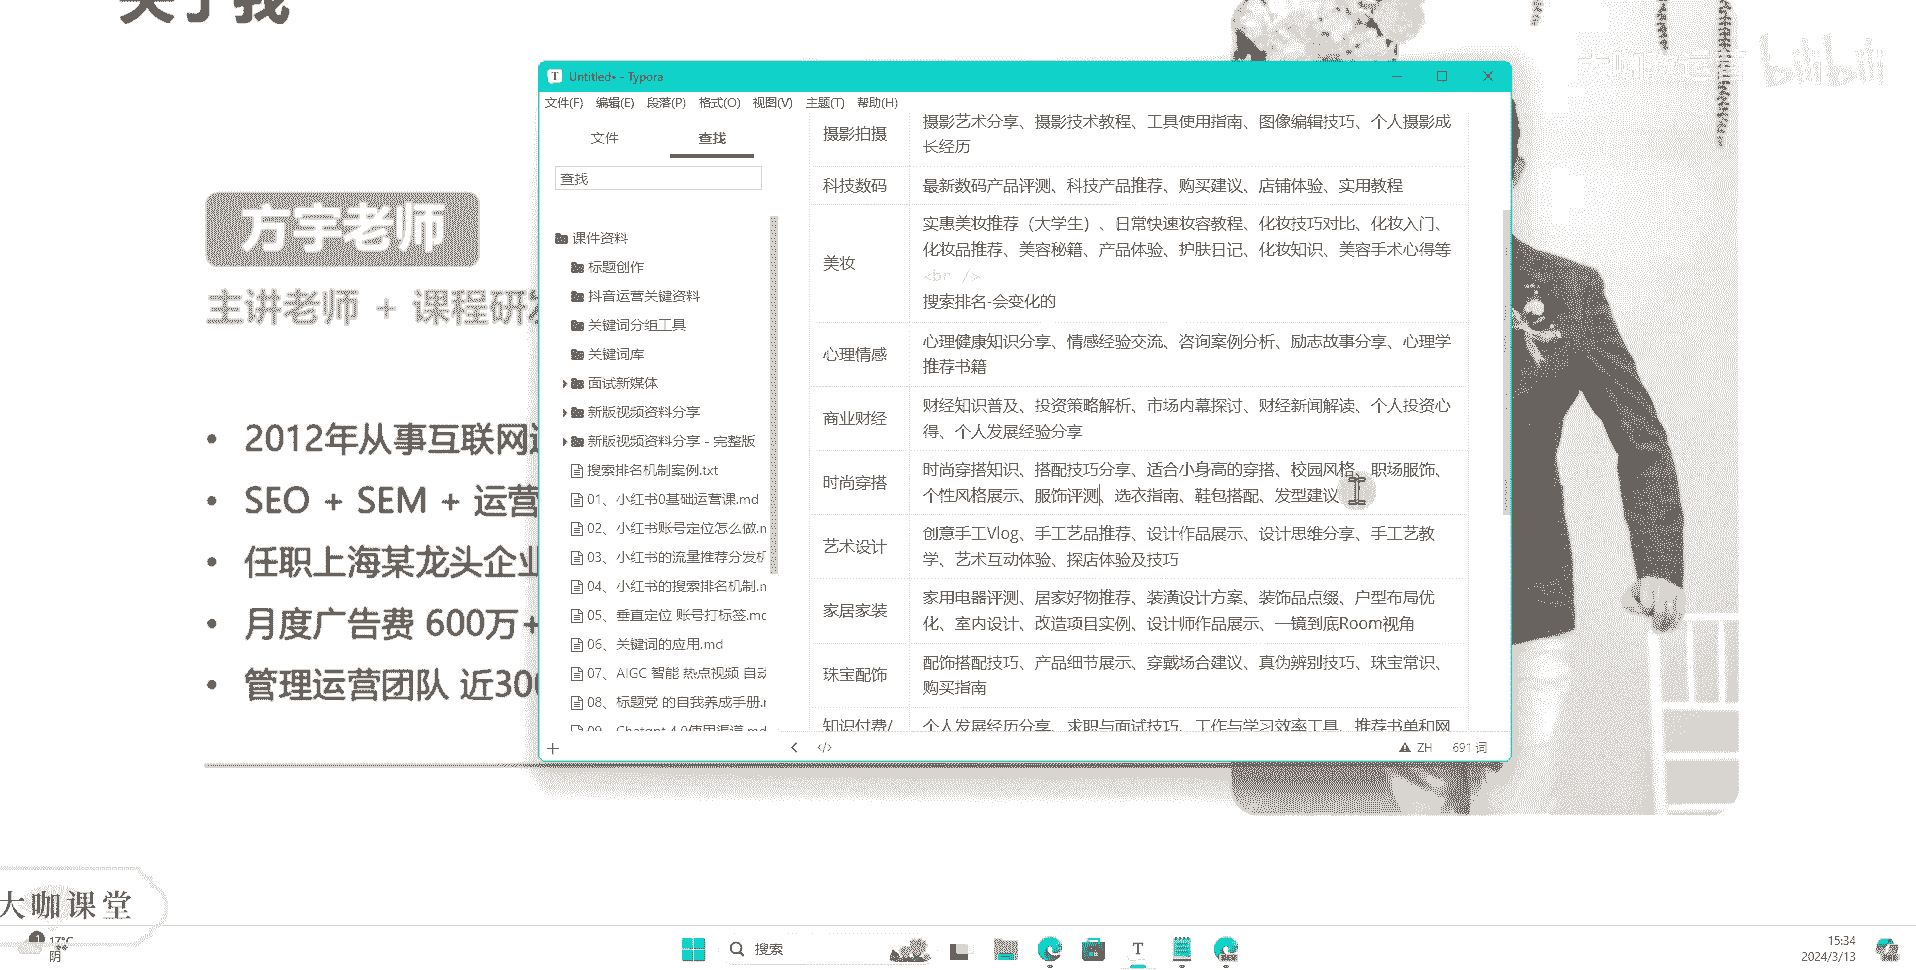 关于我
大咖教运营 bilibili
方宇老师
主讲老师 + 课程研发
2012年从事互联网运
SEO + SEM + 运营
任职上海某龙头企业
月度广告费 600万+
管理运营团队 近300
Untitled• - Typora
文件(F) 编辑(E) 段落(P) 格式(O) 视图(V) 主题(T) 帮助(H)
文件 查找
查找
课件资料
标题创作
抖音运营关键资料
关键词分组工具
关键词库
面试新媒体
新版视频资料分享
新版视频资料分享 - 完整版
搜索排名机制案例.txt
01、小红书0基础运营课.md
02、小红书账号定位怎么做.m
03、小红书的流量推荐分发机
04、小红书的搜索排名机制.m
05、垂直定位 账号打标签.md
06、关键词的应用.md
07、AIGC 智能 热点视频 自动
08、标题党 的自我养成手册.m
09、Chatgpt 4.0使用渠道.md
摄影拍摄
摄影艺术分享、摄影技术教程、工具使用指南、图像编辑技巧、个人摄影成
长经历
科技数码
最新数码产品评测、科技产品推荐、购买建议、店铺体验、实用教程
美妆
实惠美妆推荐（大学生）、日常快速妆容教程、化妆技巧对比、化妆入门、
化妆品推荐、美容秘籍、产品体验、护肤日记、化妆知识、美容手术心得等
<br />
搜索排名-会变化的
心理情感
心理健康知识分享、情感经验交流、咨询案例分析、励志故事分享、心理学
推荐书籍
商业财经
财经知识普及、投资策略解析、市场内幕探讨、财经新闻解读、个人投资心
得、个人发展经验分享
时尚穿搭
时尚穿搭知识、搭配技巧分享、适合小身高的穿搭、校园风格、职场服饰、
个性风格展示、服饰评测、选衣指南、鞋包搭配、发型建议
艺术设计
创意手工Vlog、手工艺品推荐、设计作品展示、设计思维分享、手工艺教
学、艺术互动体验、探店体验及技巧
家居家装
家用电器评测、居家好物推荐、装潢设计方案、装饰品点缀、户型布局优
化、室内设计、改造项目实例、设计师作品展示、一镜到底Room视角
珠宝配饰
配饰搭配技巧、产品细节展示、穿戴场合建议、真伪辨别技巧、珠宝常识、
购买指南
知识付费/
个人发展经历分享、求职与面试技巧、工作与学习效率工具、推荐书单和网
ZH 691 词
大咖课堂
1 17°C
阴
搜索
15:34
2024/3/13